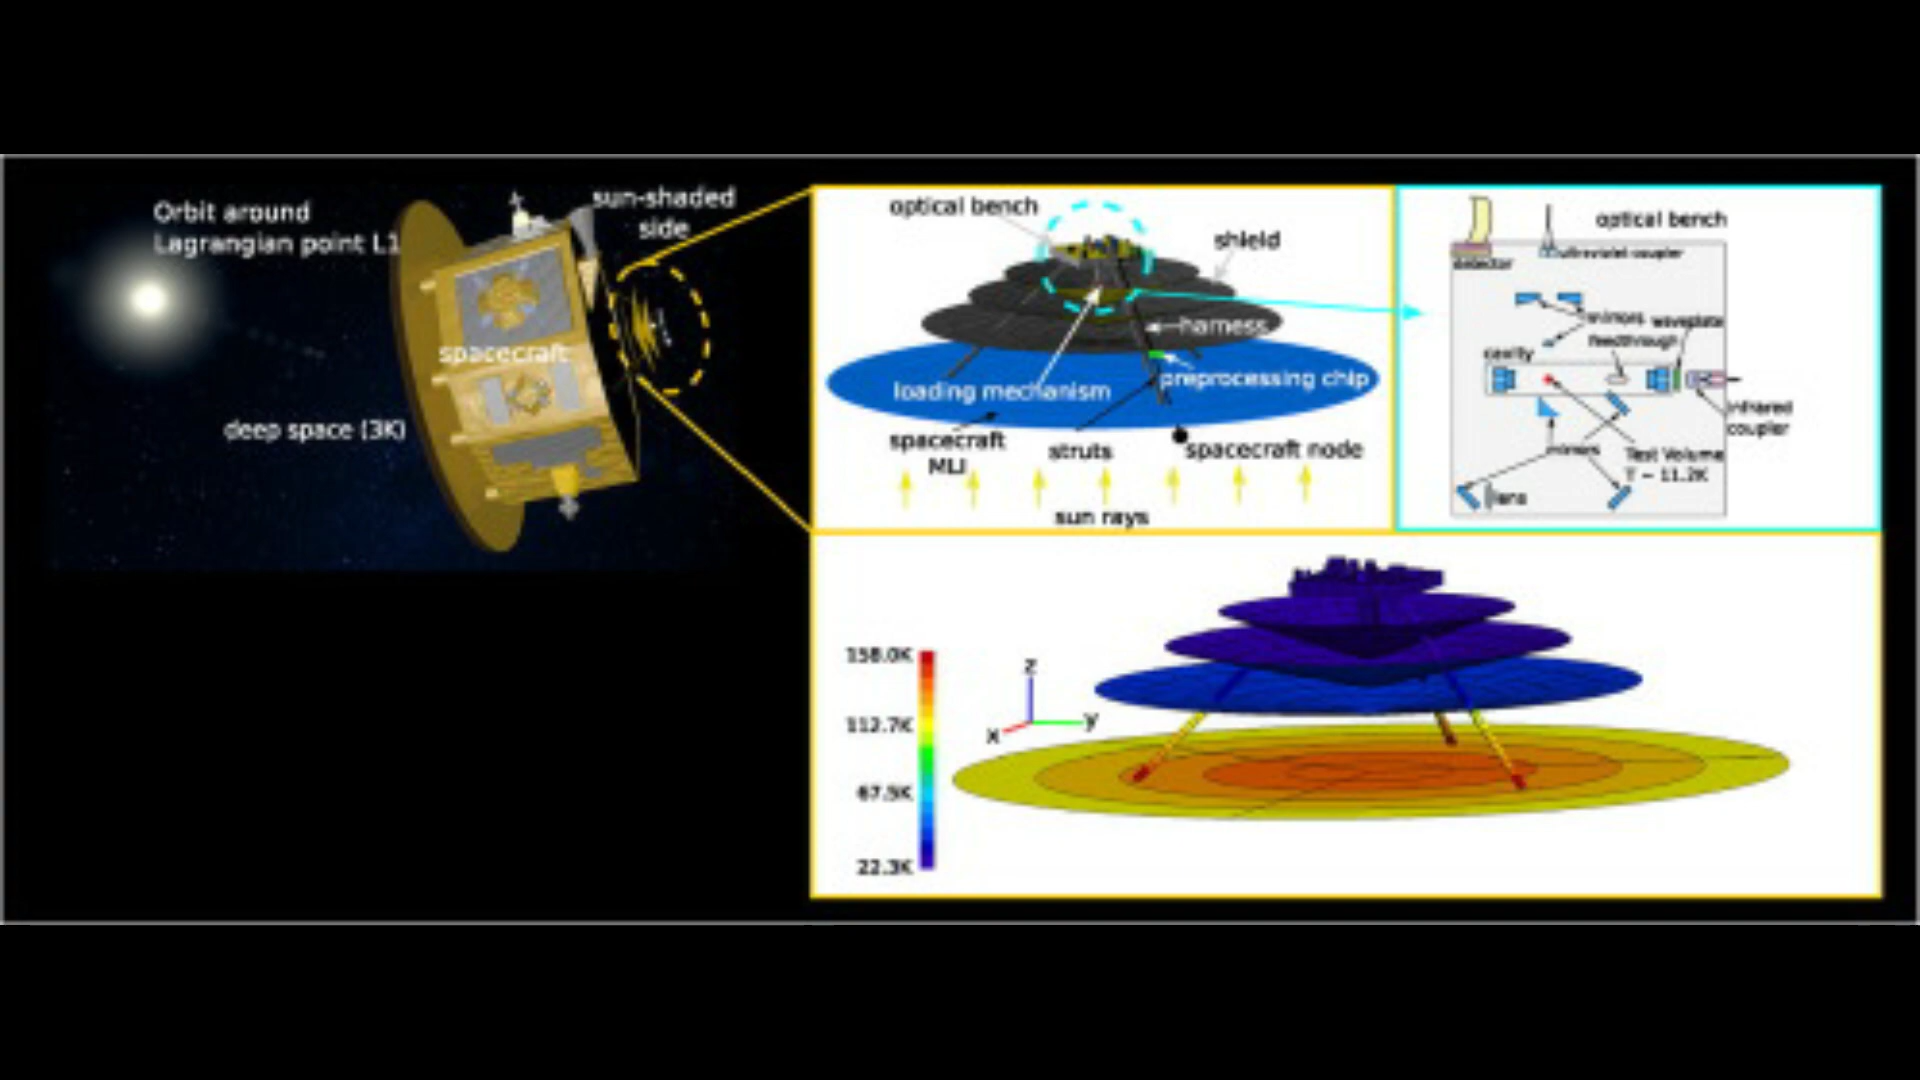 Orbit around
Lagrangian point L1
sun-shaded
side
spacecraft
deep space (3K)
optical bench
shield
harness
loading mechanism
preprocessing chip
spacecraft
MLI
struts
spacecraft node
sun rays
optical bench
detector
ultraviolet coupler
mirrors
waveplate
feedthrough
cavity
infrared
coupler
mirrors
Test Volume
T ~ 11.2K
lens
158.0K
112.7K
67.5K
22.3K
z
y
x